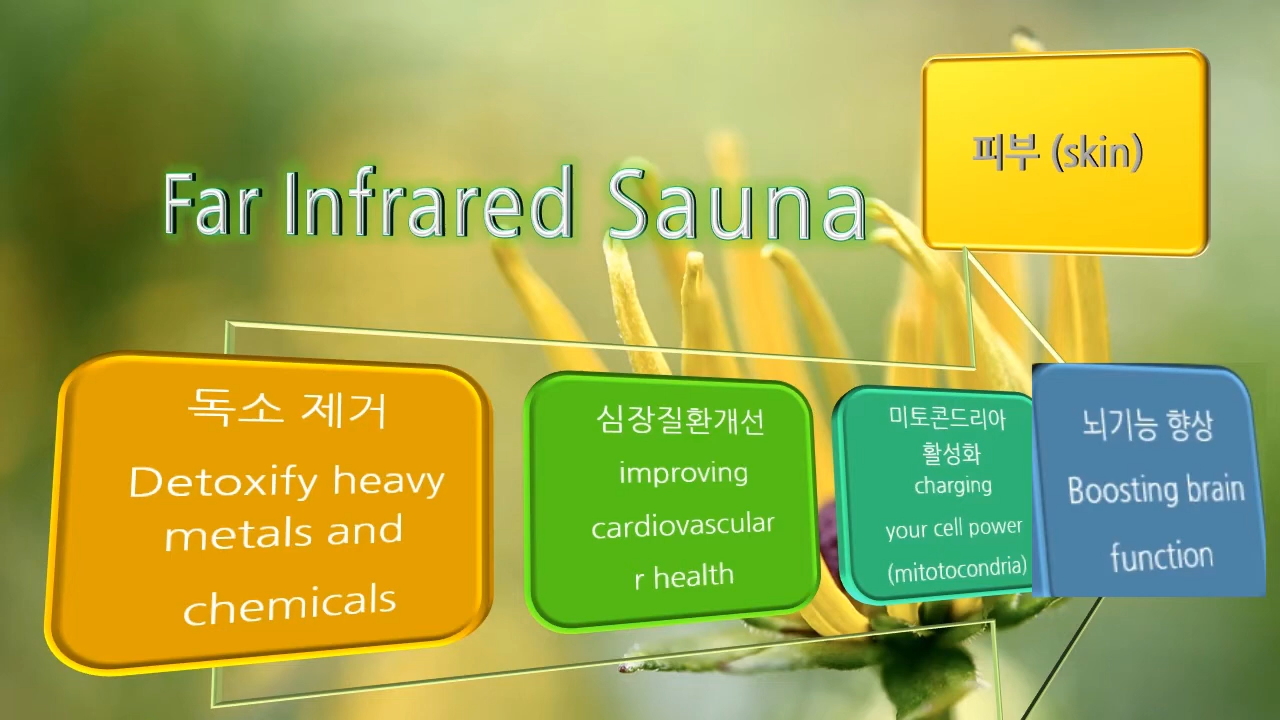 피부 (skin)
Far Infrared Sauna
독소 제거
Detoxify heavy
metals and
chemicals
심장질환개선
improving
cardiovascular
r health
미토콘드리아
활성화
charging
your cell power
(mitotocondria)
뇌기능 향상
Boosting brain
function